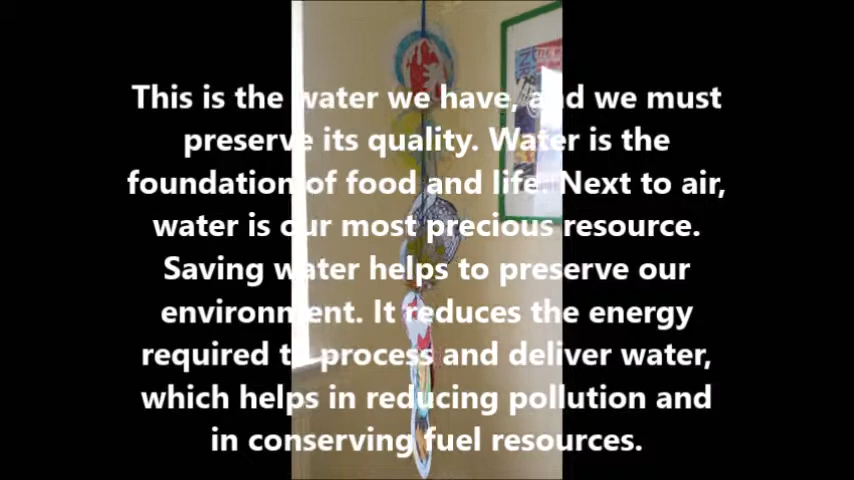 This is the water we have, and we must
preserve its quality. Water is the
foundation of food and life. Next to air,
water is our most precious resource.
Saving water helps to preserve our
environment. It reduces the energy
required to process and deliver water,
which helps in reducing pollution and
in conserving fuel resources.